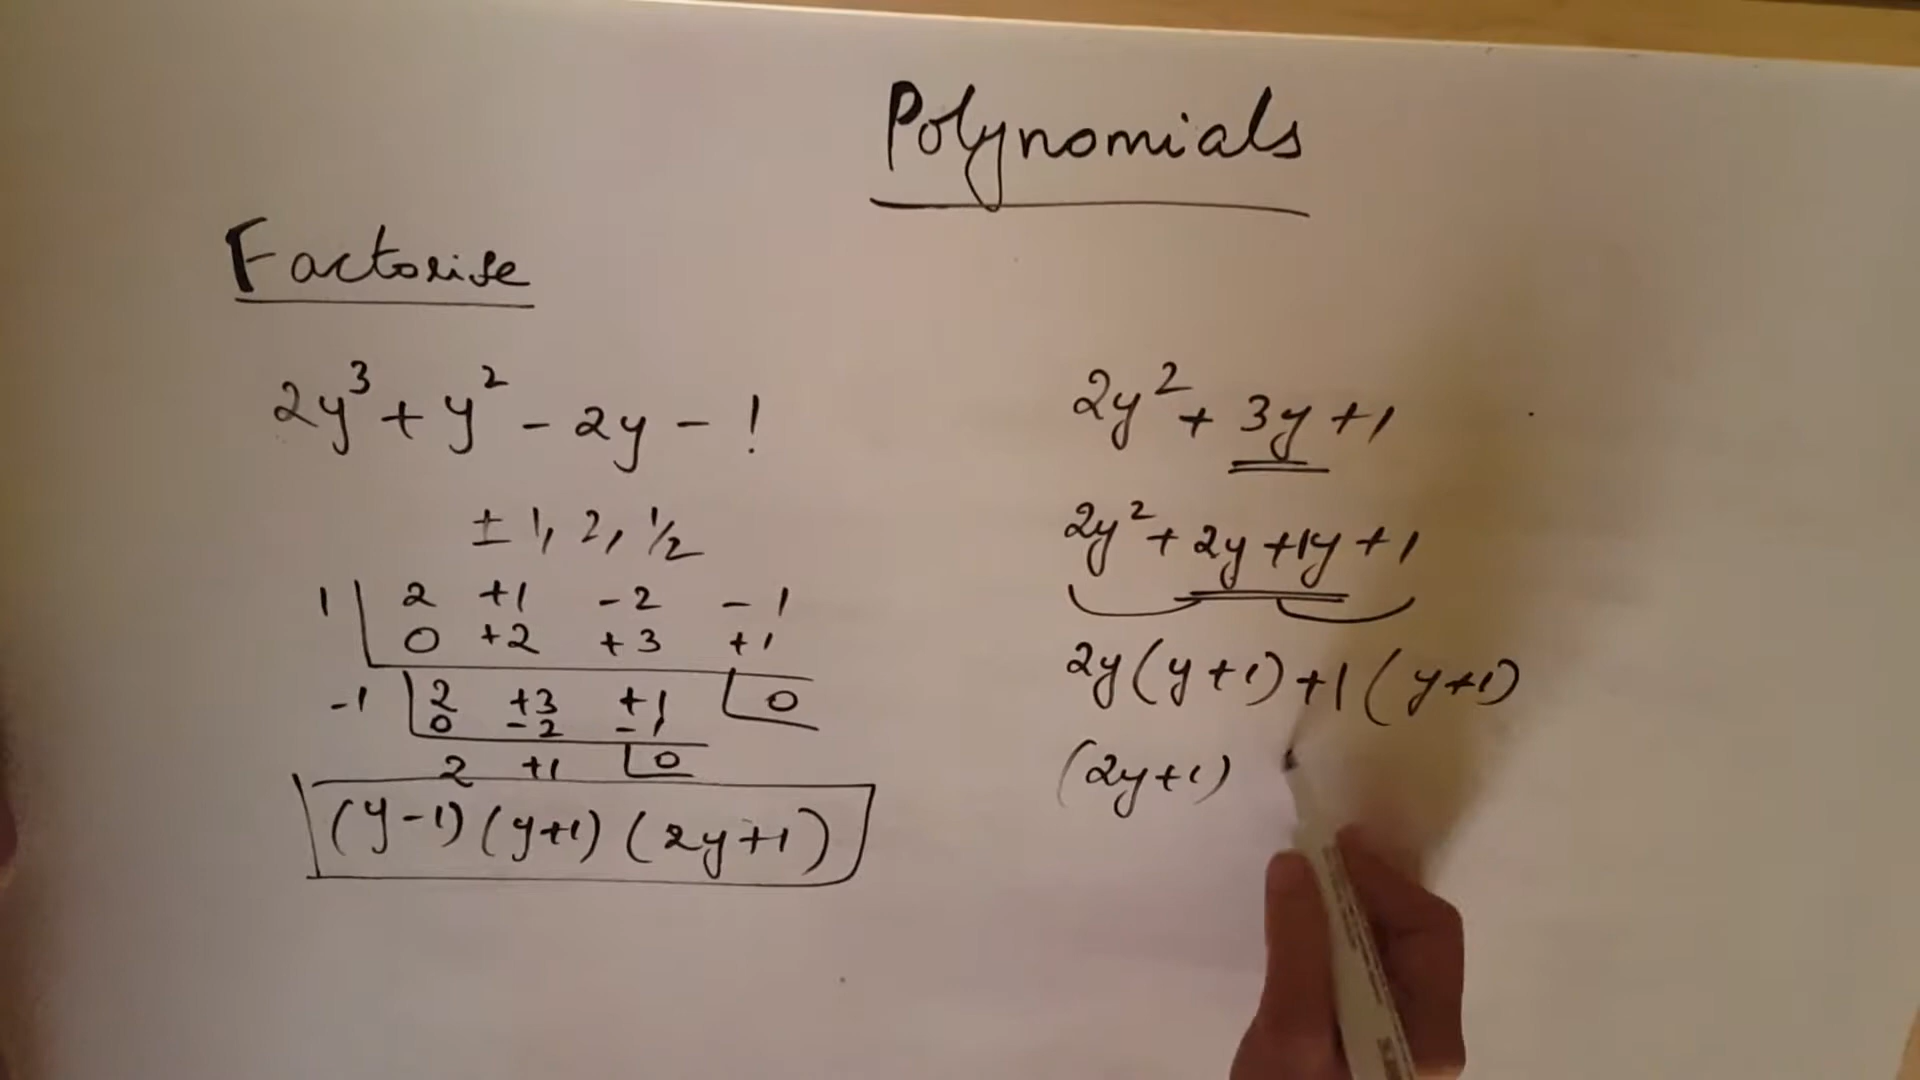 Polynomials
Factorise
2y³ + y² - 2y - 1
± 1, 2, ½
1 | 2 +1 -2 -1
0 +2 +3 +1
-1 | 2 +3 +1 | 0
0 -2 -1
2 +1 | 0
(y-1) (y+1) (2y+1)
2y² + 3y + 1
2y² + 2y + 1y + 1
2y (y+1) + 1 (y+1)
(2y+1)